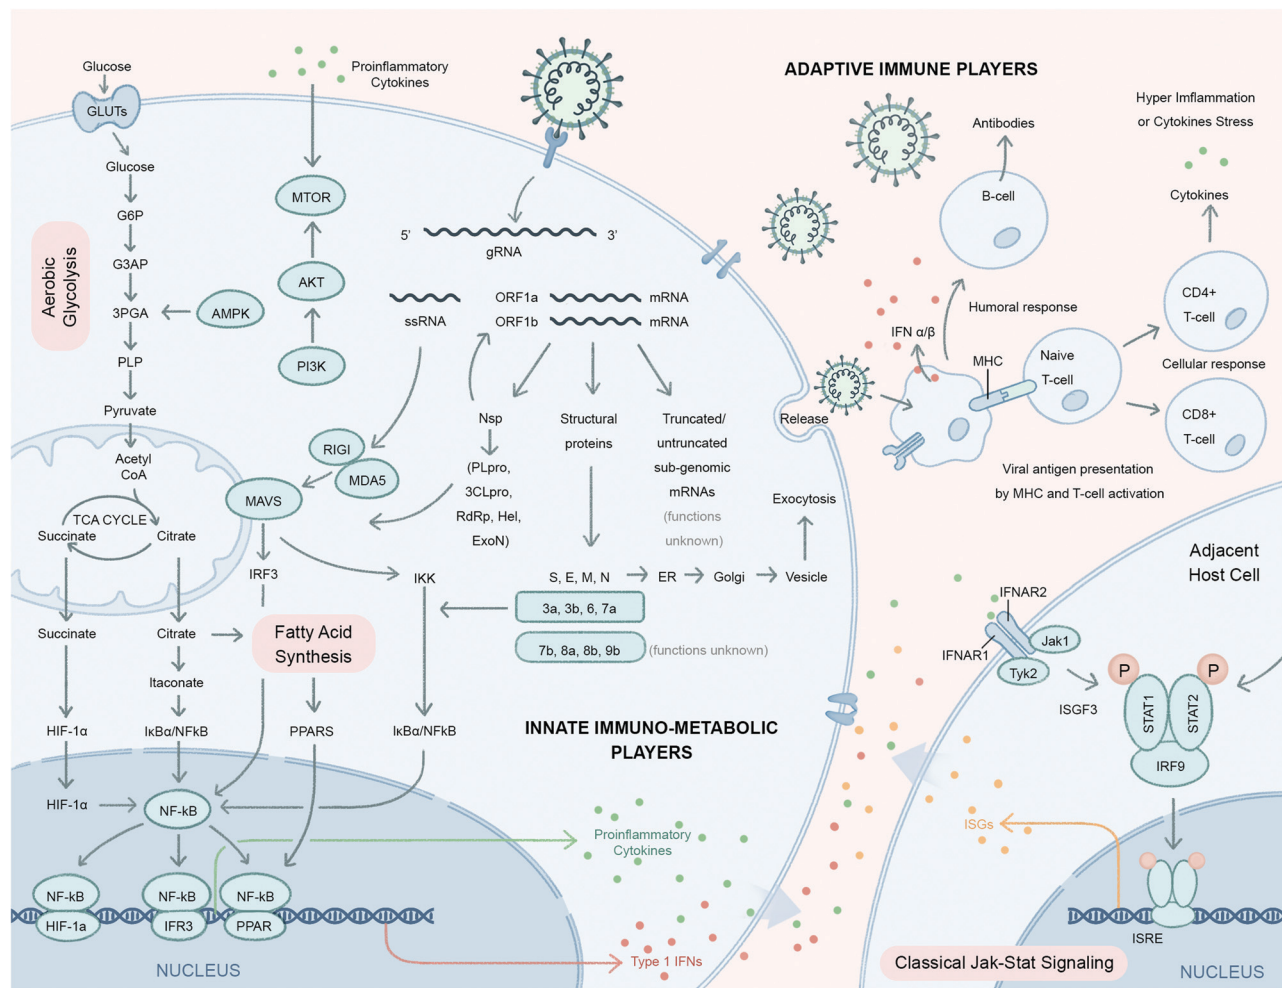 Glucose
GLUTs
Glucose
G6P
G3AP
3PGA
PLP
Pyruvate
Acetyl
CoA
Aerobic
Glycolysis
AMPK
Proinflammatory
Cytokines
MTOR
AKT
PI3K
5’
3’
gRNA
ssRNA
ORF1a
mRNA
ORF1b
mRNA
RIGI
MDA5
MAVS
Nsp
(PLpro,
3CLpro,
RdRp, Hel,
ExoN)
Structural
proteins
Truncated/
untruncated
sub-genomic
mRNAs
(functions
unknown)
Release
Exocytosis
TCA CYCLE
Succinate
Citrate
IRF3
IKK
S, E, M, N
ER
Golgi
Vesicle
3a, 3b, 6, 7a
7b, 8a, 8b, 9b
(functions unknown)
Succinate
Citrate
Fatty Acid
Synthesis
Itaconate
HIF-1α
IκBα/NFkB
PPARS
IκBα/NFkB
INNATE IMMUNO-METABOLIC
PLAYERS
HIF-1α
NF-kB
Proinflammatory
Cytokines
NF-kB
HIF-1a
NF-kB
IFR3
NF-kB
PPAR
Type 1 IFNs
NUCLEUS
ADAPTIVE IMMUNE PLAYERS
Antibodies
B-cell
Hyper Imflammation
or Cytokines Stress
Cytokines
CD4+
T-cell
Humoral response
IFN α/β
MHC
Naive
T-cell
Cellular response
CD8+
T-cell
Viral antigen presentation
by MHC and T-cell activation
Adjacent
Host Cell
IFNAR2
IFNAR1
Jak1
Tyk2
ISGF3
P
P
STAT1
STAT2
IRF9
ISGs
ISRE
Classical Jak-Stat Signaling
NUCLEUS